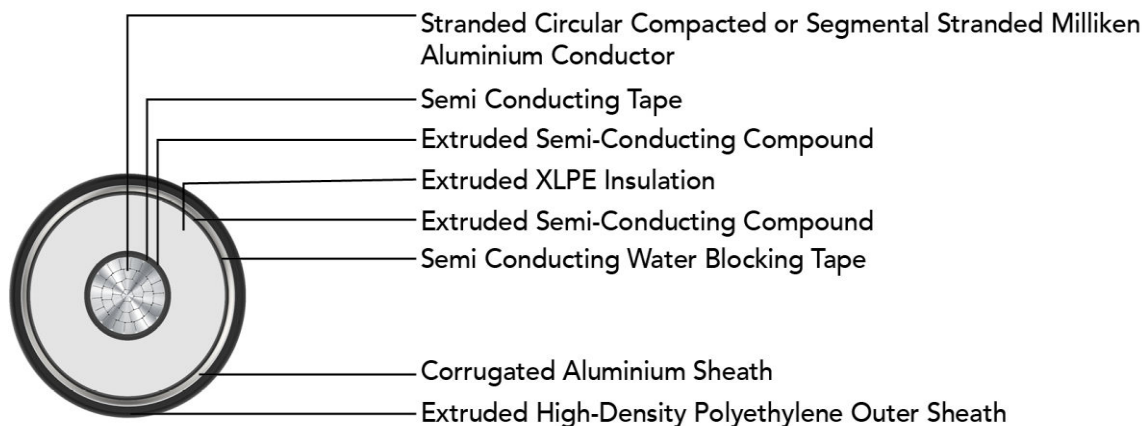 Stranded Circular Compacted or Segmental Stranded Milliken
Aluminium Conductor
Semi Conducting Tape
Extruded Semi-Conducting Compound
Extruded XLPE Insulation
Extruded Semi-Conducting Compound
Semi Conducting Water Blocking Tape
Corrugated Aluminium Sheath
Extruded High-Density Polyethylene Outer Sheath